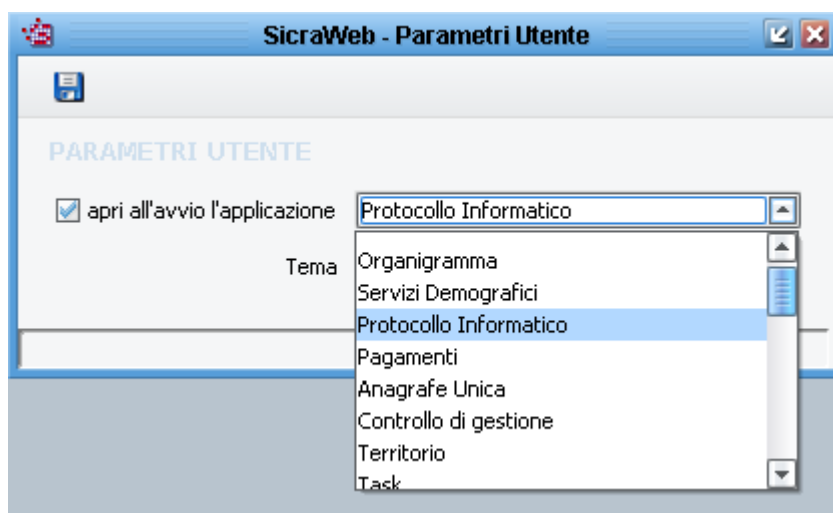 SicraWeb - Parametri Utente
PARAMETRI UTENTE
apri all'avvio l'applicazione Protocollo Informatico
Tema
Organigramma
Servizi Demografici
Protocollo Informatico
Pagamenti
Anagrafe Unica
Controllo di gestione
Territorio
Task